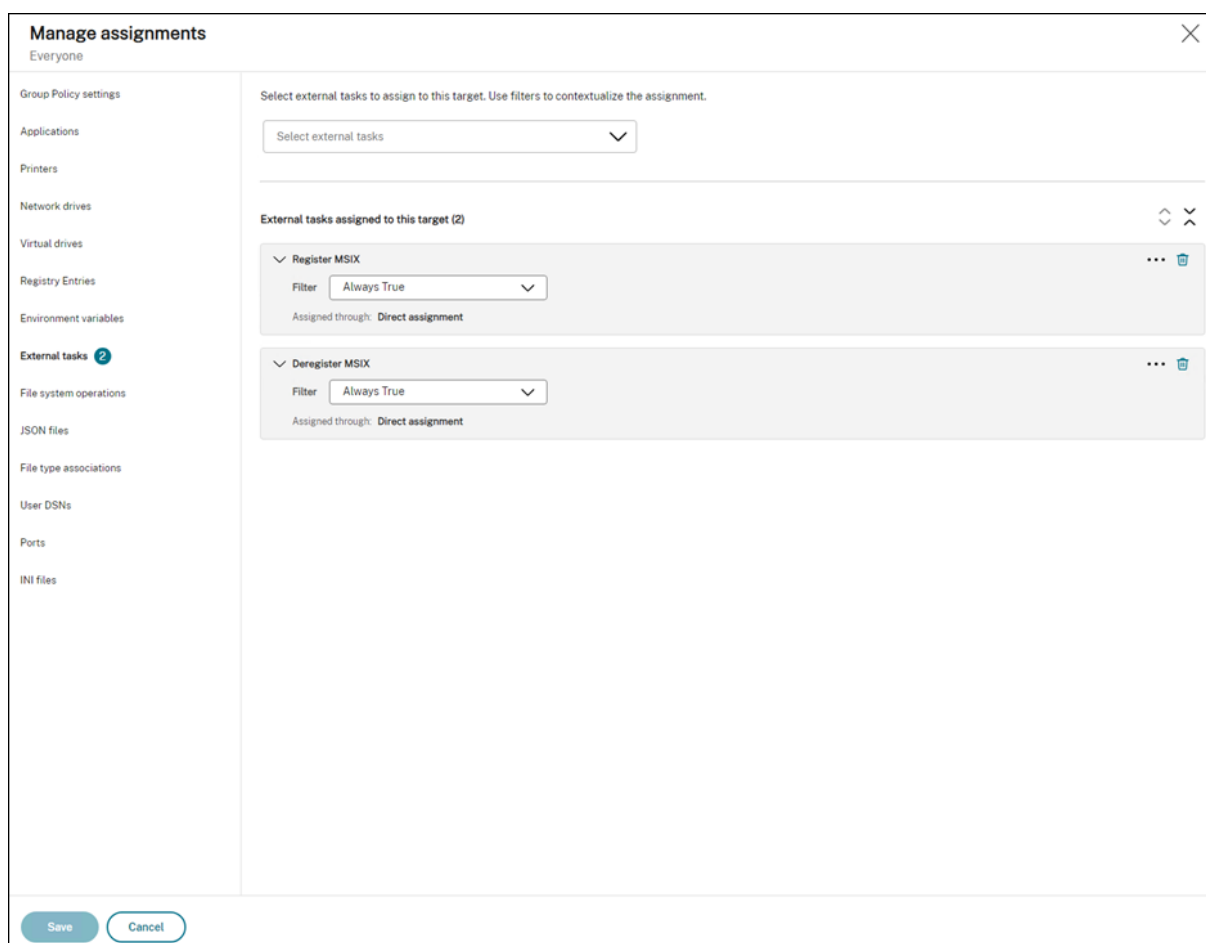 Manage assignments
Everyone
Group Policy settings
Applications
Printers
Network drives
Virtual drives
Registry Entries
Environment variables
External tasks 2
File system operations
JSON files
File type associations
User DSNs
Ports
INI files
Select external tasks to assign to this target. Use filters to contextualize the assignment.
Select external tasks
External tasks assigned to this target (2)
Register MSIX
Filter Always True
Assigned through: Direct assignment
Deregister MSIX
Filter Always True
Assigned through: Direct assignment
Save Cancel